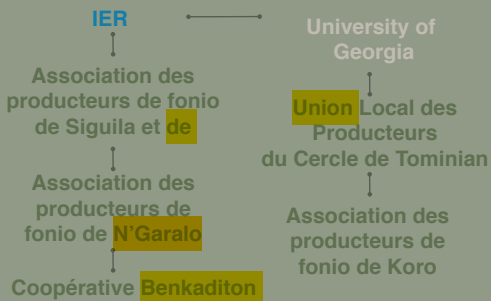 IER
Association des
producteurs de fonio
de Siguila et de
Association des
producteurs de
fonio de N'Garalo
Coopérative Benkaditon
University of
Georgia
Union Local des
Producteurs
du Cercle de Tominian
Association des
producteurs de
fonio de Koro